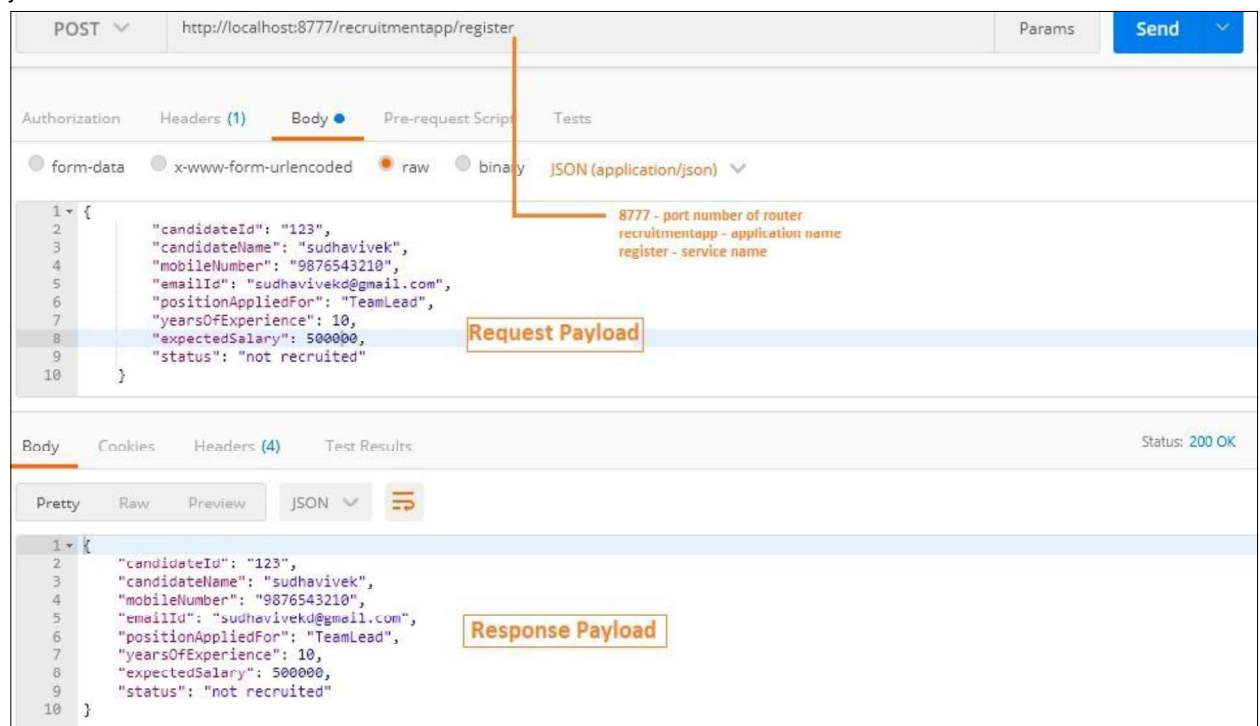 POST http://localhost:8777/recruitmentapp/register Params Send
Authorization Headers (1) Body Pre-request Script Tests
form-data x-www-form-urlencoded raw binary JSON (application/json)
8777 - port number of router
recruitmentapp - application name
register - service name
1 {
2 "candidateId": "123",
3 "candidateName": "sudhavivek",
4 "mobileNumber": "9876543210",
5 "emailId": "sudhavivekd@gmail.com",
6 "positionAppliedFor": "TeamLead",
7 "yearsOfExperience": 10,
8 "expectedSalary": 500000,
9 "status": "not recruited"
10 }
Request Payload
Body Cookies Headers (4) Test Results Status: 200 OK
Pretty Raw Preview JSON
1 {
2 "candidateId": "123",
3 "candidateName": "sudhavivek",
4 "mobileNumber": "9876543210",
5 "emailId": "sudhavivekd@gmail.com",
6 "positionAppliedFor": "TeamLead",
7 "yearsOfExperience": 10,
8 "expectedSalary": 500000,
9 "status": "not recruited"
10 }
Response Payload